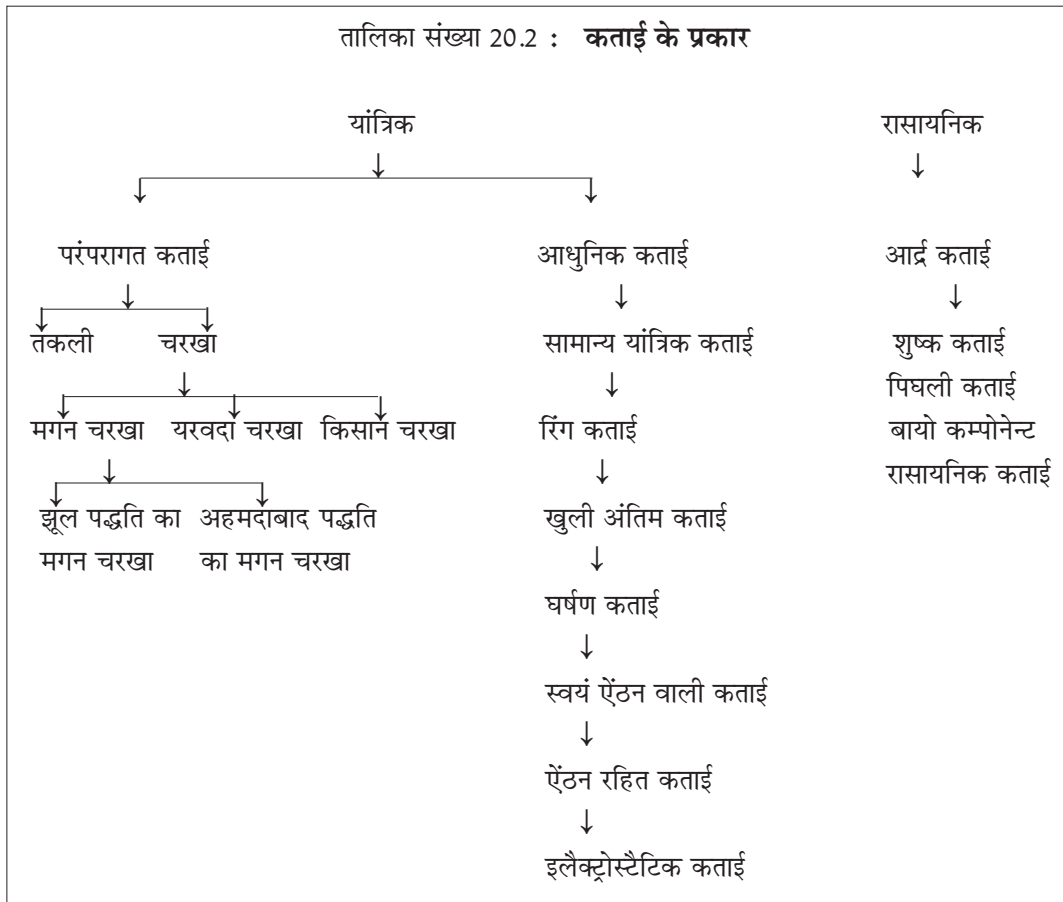 तालिका संख्या 20.2 : कताई के प्रकार
यांत्रिक रासायनिक
परंपरागत कताई आधुनिक कताई आर्द्र कताई
तकली चरखा सामान्य यांत्रिक कताई शुष्क कताई
पिघली कताई
मगन चरखा यरवदा चरखा किसान चरखा रिंग कताई बायो कम्पोनेन्ट
रासायनिक कताई
झूल पद्धति का अहमदाबाद पद्धति खुली अंतिम कताई
मगन चरखा का मगन चरखा
घर्षण कताई
स्वयं ऐंठन वाली कताई
ऐंठन रहित कताई
इलैक्ट्रोस्टैटिक कताई